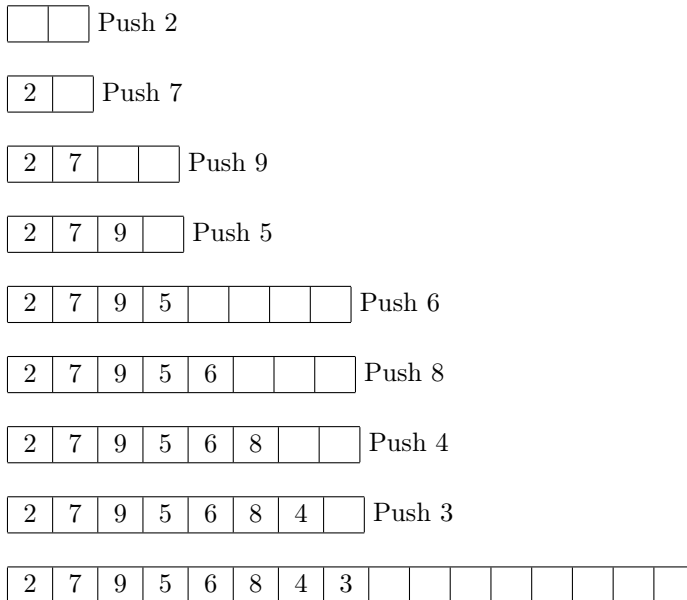 Push 2
2 Push 7
2 7 Push 9
2 7 9 Push 5
2 7 9 5 Push 6
2 7 9 5 6 Push 8
2 7 9 5 6 8 Push 4
2 7 9 5 6 8 4 Push 3
2 7 9 5 6 8 4 3